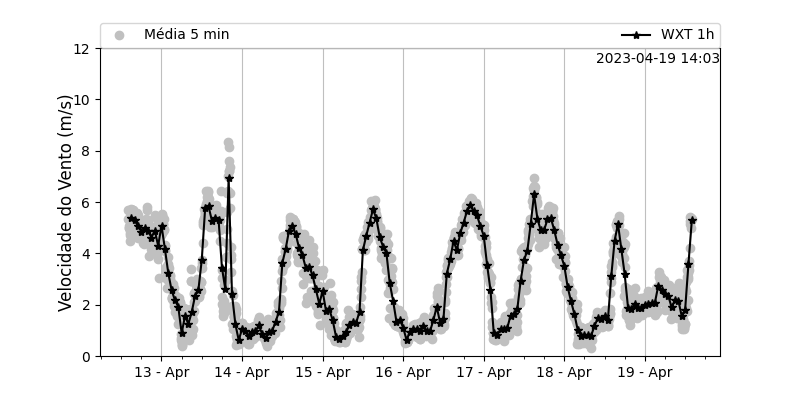 Média 5 min
WXT 1h
2023-04-19 14:03
Velocidade do Vento (m/s)
12
10
8
6
4
2
0
13 - Apr
14 - Apr
15 - Apr
16 - Apr
17 - Apr
18 - Apr
19 - Apr